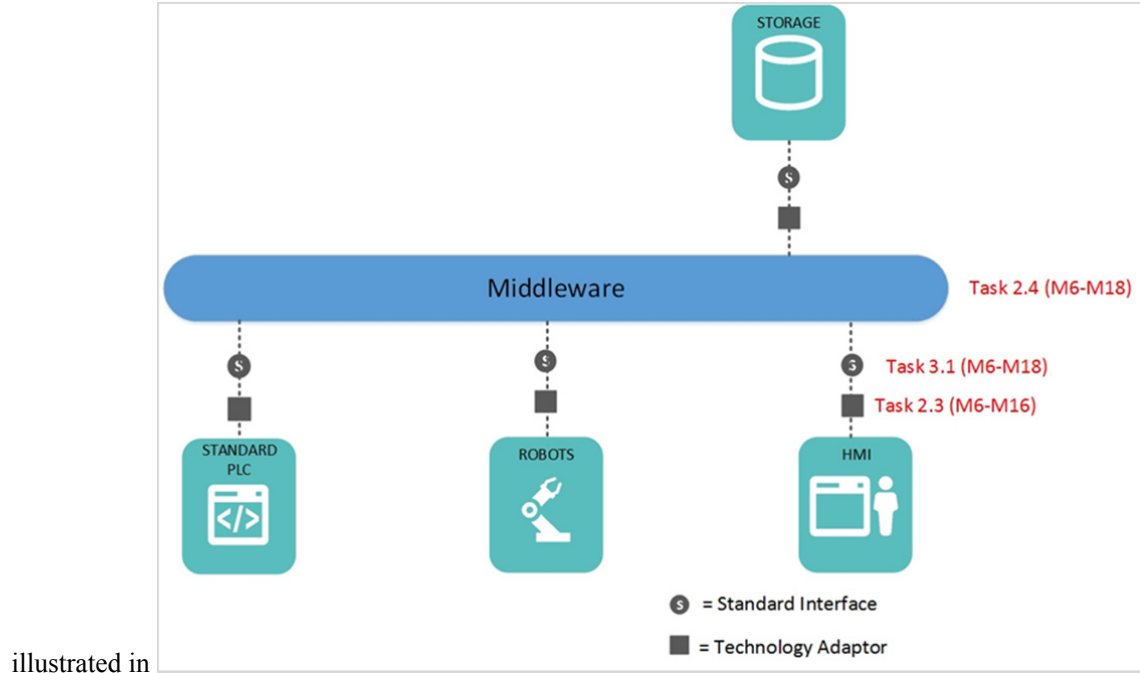 STORAGE
S
Middleware
Task 2.4 (M6-M18)
S
S
S
Task 3.1 (M6-M18)
Task 2.3 (M6-M16)
STANDARD
PLC
</>
ROBOTS
HMI
S = Standard Interface
= Technology Adaptor
illustrated in